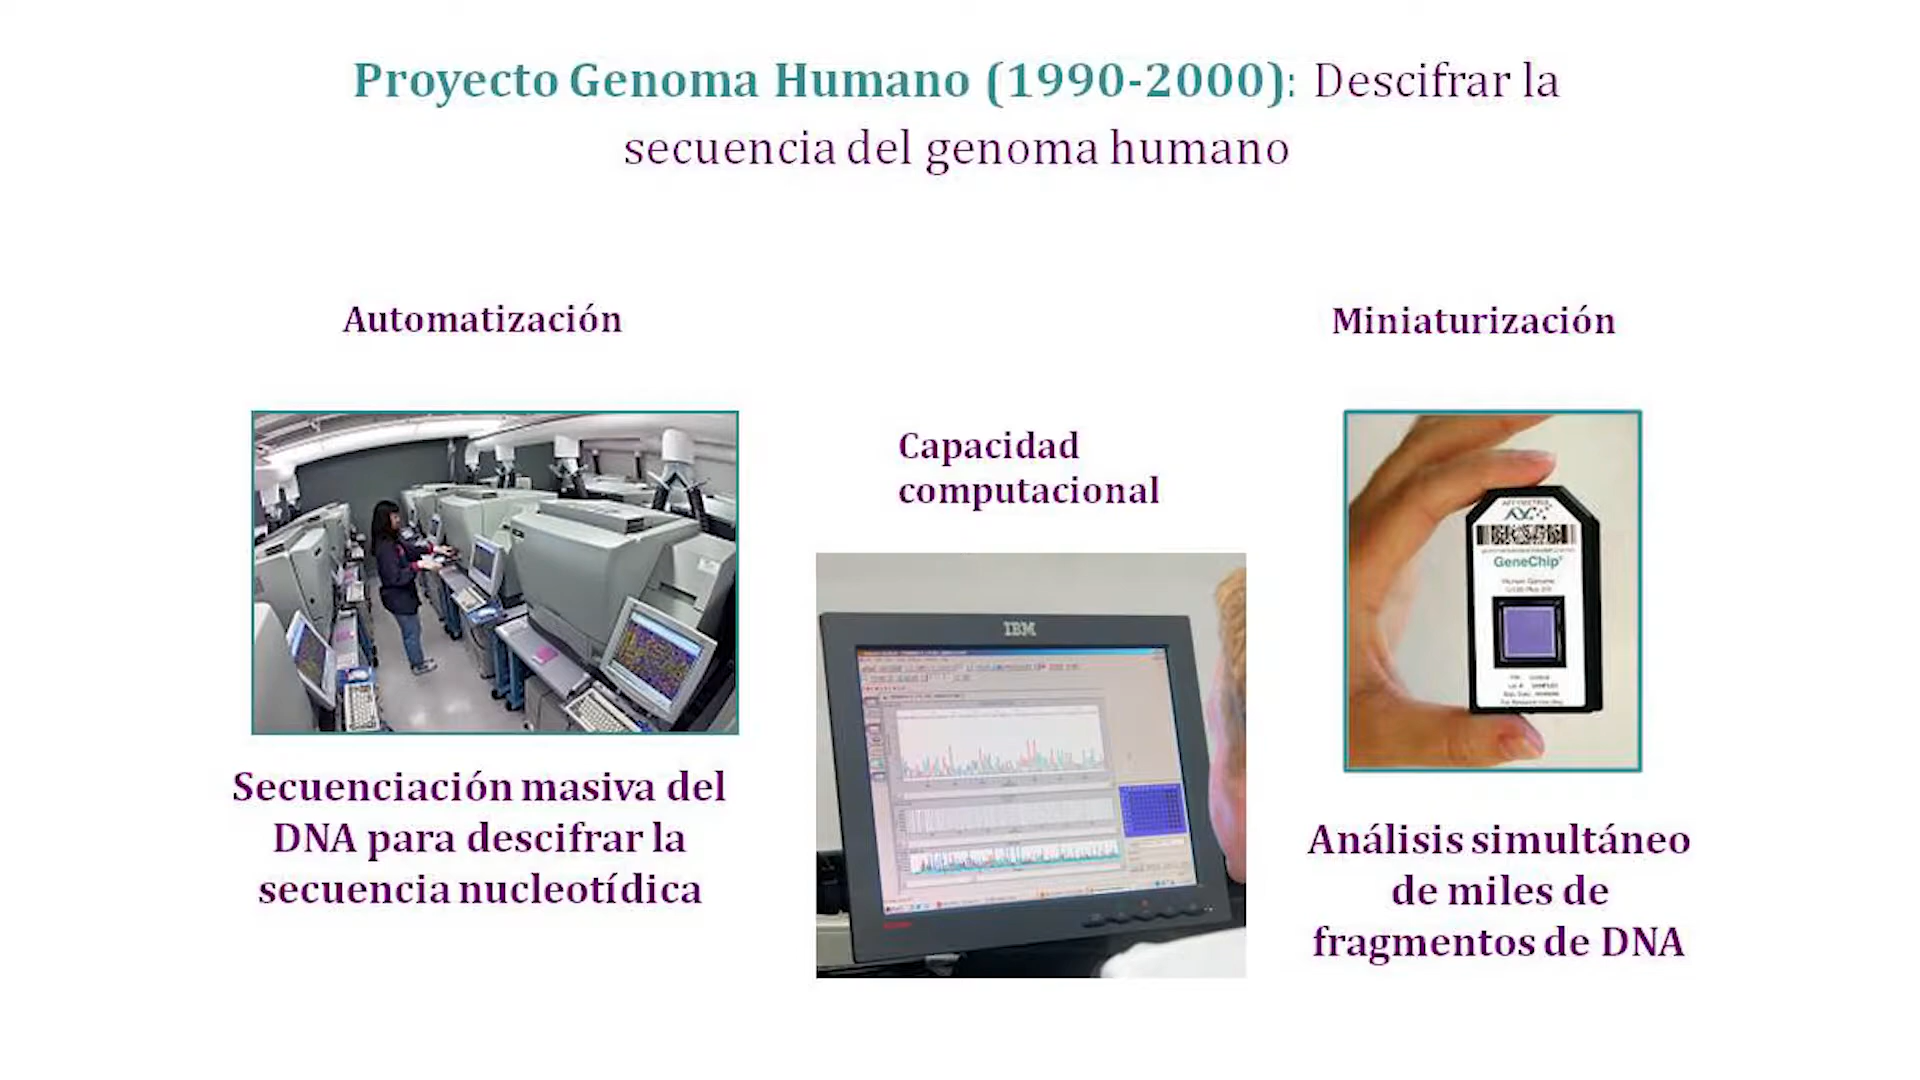 Proyecto Genoma Humano (1990-2000): Descifrar la
secuencia del genoma humano
Automatización
Miniaturización
Capacidad
computacional
IBM
GeneChip®
Secuenciación masiva del
DNA para descifrar la
secuencia nucleotídica
Análisis simultáneo
de miles de
fragmentos de DNA